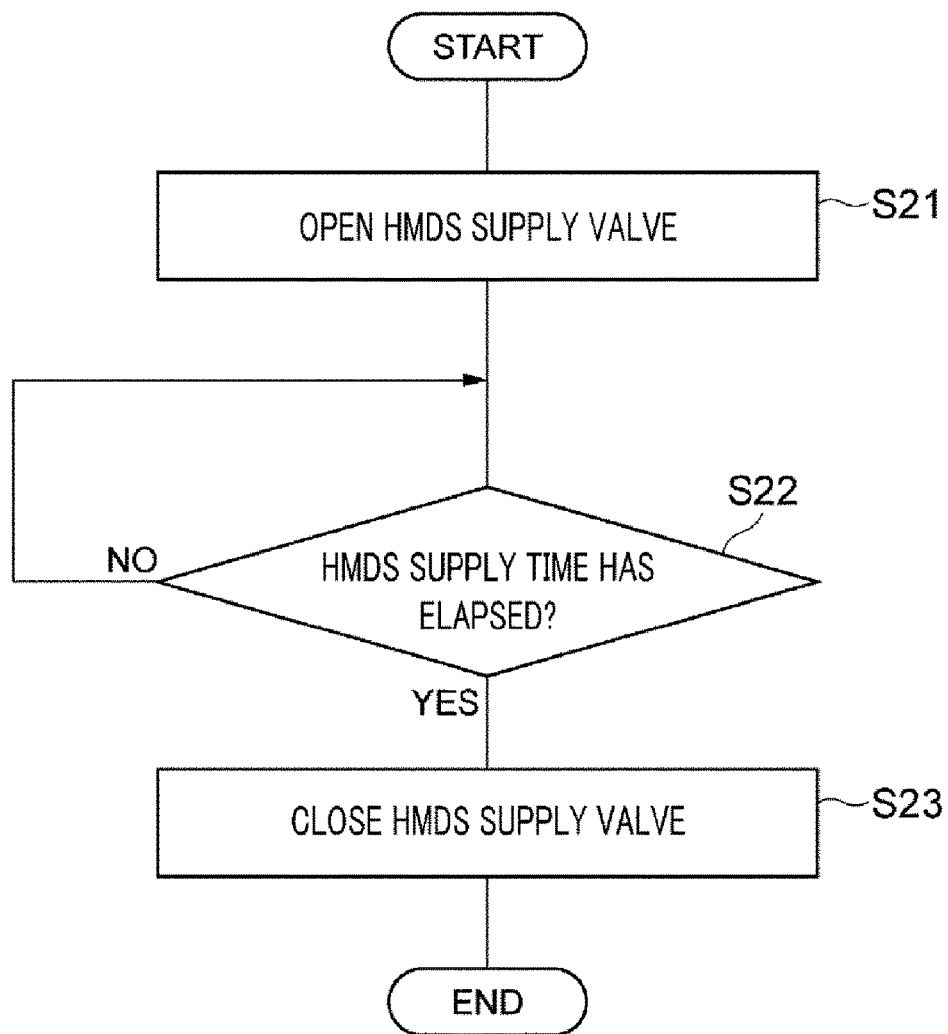 START
OPEN HMDS SUPPLY VALVE
S21
S22
NO
HMDS SUPPLY TIME HAS
ELAPSED?
YES
CLOSE HMDS SUPPLY VALVE
S23
END